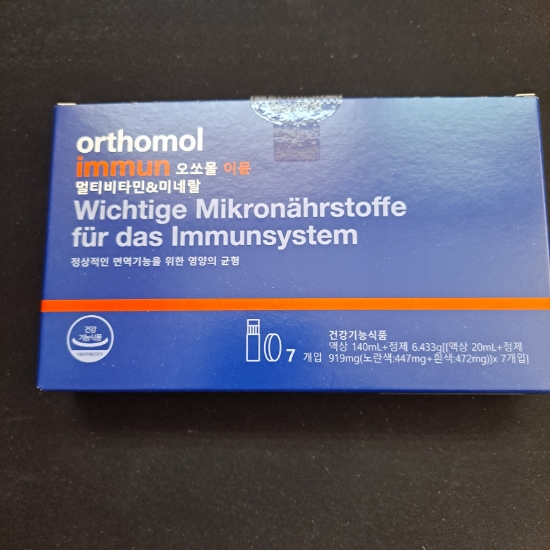 orthomol
immun 오쏘몰 이뮨
멀티비타민&미네랄
Wichtige Mikronährstoffe
für das Immunsystem
정상적인 면역기능을 위한 영양의 균형
건강
기능식품
7 개입
건강기능식품
액상 140mL+정제 6.433g[(액상 20mL+정제
919mg(노란색:447mg+흰색:472mg))x 7개입]